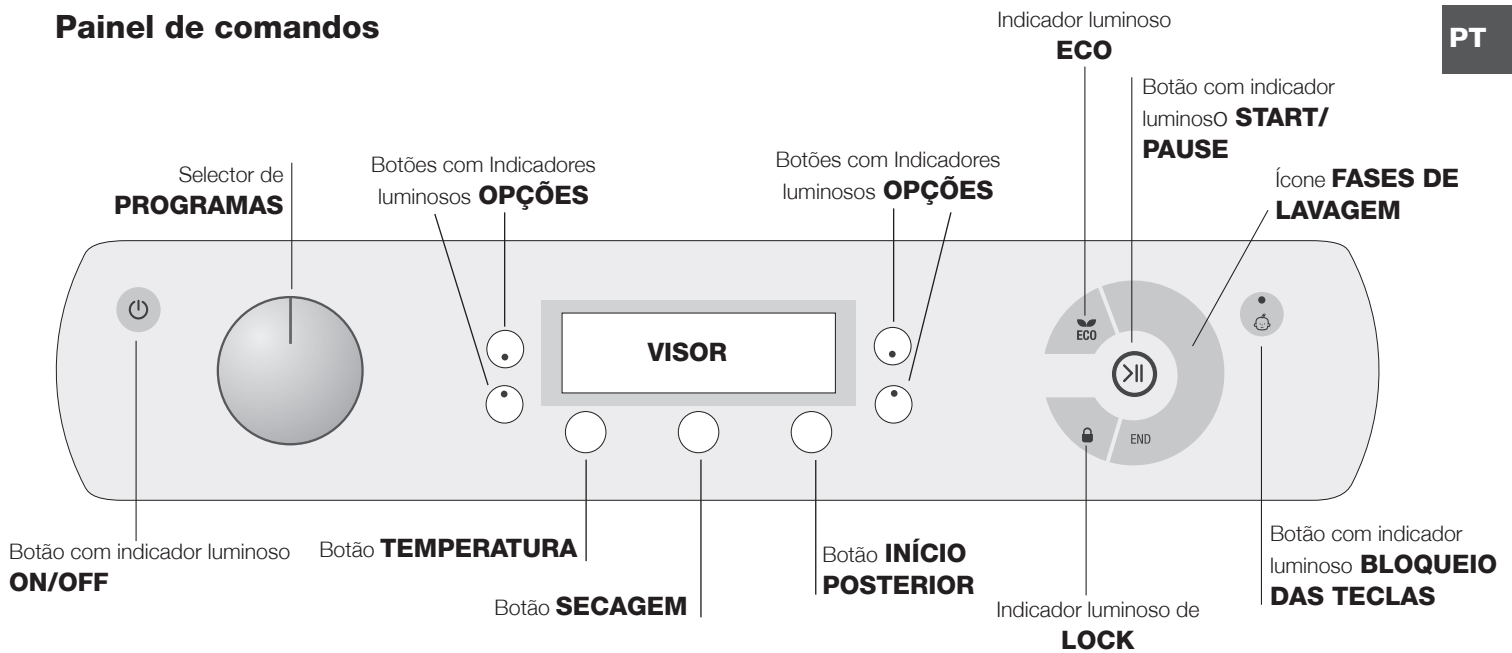 Painel de comandos
PT
Indicador luminoso
ECO
Botão com indicador
luminosO START/
PAUSE
Ícone FASES DE
LAVAGEM
Selector de
PROGRAMAS
Botões com Indicadores
luminosos OPÇÕES
Botões com Indicadores
luminosos OPÇÕES
VISOR
ECO
END
Botão com indicador luminoso
ON/OFF
Botão TEMPERATURA
Botão SECAGEM
Botão INÍCIO
POSTERIOR
Indicador luminoso de
LOCK
Botão com indicador
luminoso BLOQUEIO
DAS TECLAS